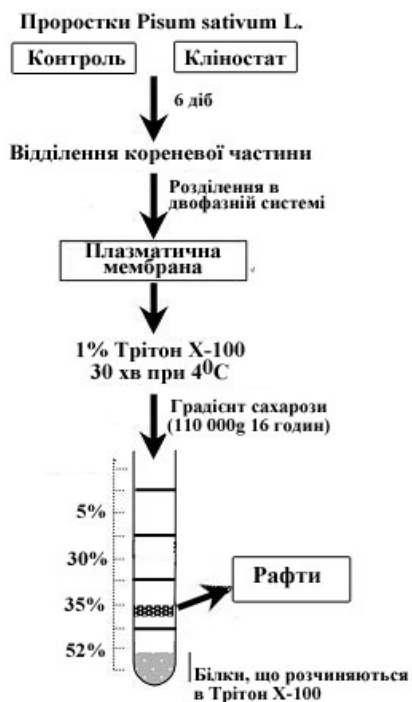 Проростки Pisum sativum L.
Контроль
Кліностат
6 діб
Відділення кореневої частини
Розділення в
двофазній системі
Плазматична
мембрана
1% Трітон Х-100
30 хв при 4⁰С
Градієнт сахарози
(110 000g 16 годин)
5%
30%
35%
Рафти
52%
Білки, що розчиняються
в Трітон Х-100